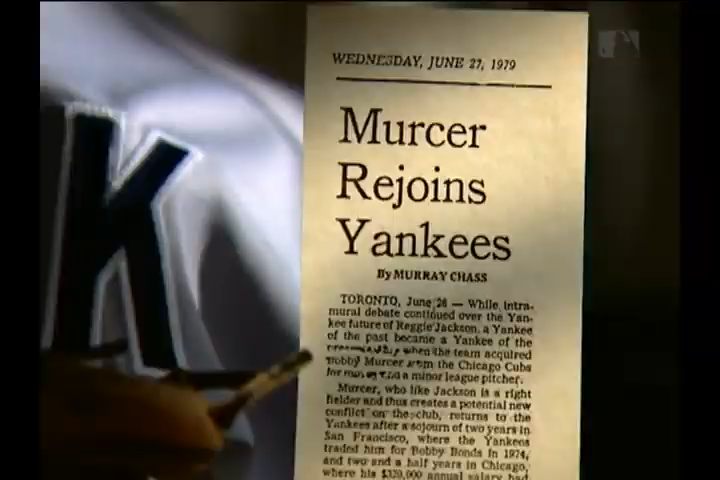 K
WEDNESDAY, JUNE 27, 1979
Murcer
Rejoins
Yankees
By MURRAY CHASS
TORONTO, June 26 — While intra-
mural debate continued over the Yan-
kee future of Reggie Jackson, a Yankee
of the past became a Yankee of the
when the team acquired
Bobby Murcer from the Chicago Cubs
for a minor league pitcher.
Murcer, who like Jackson is a right
fielder and thus creates a potential new
conflict on the club, returns to the
Yankees after a sojourn of two years in
San Francisco, where the Yankees
traded him for Bobby Bonds in 1974,
and two and a half years in Chicago,
where his $320,000 annual salary had